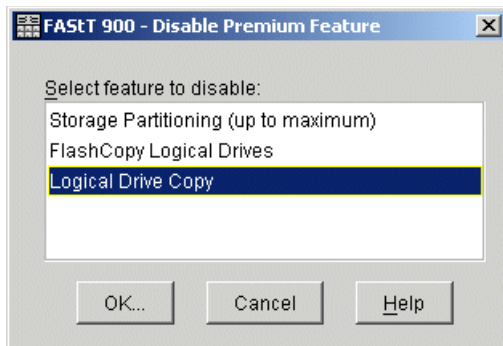 FAStT 900 - Disable Premium Feature
Select feature to disable:
Storage Partitioning (up to maximum)
FlashCopy Logical Drives
Logical Drive Copy
OK... Cancel Help